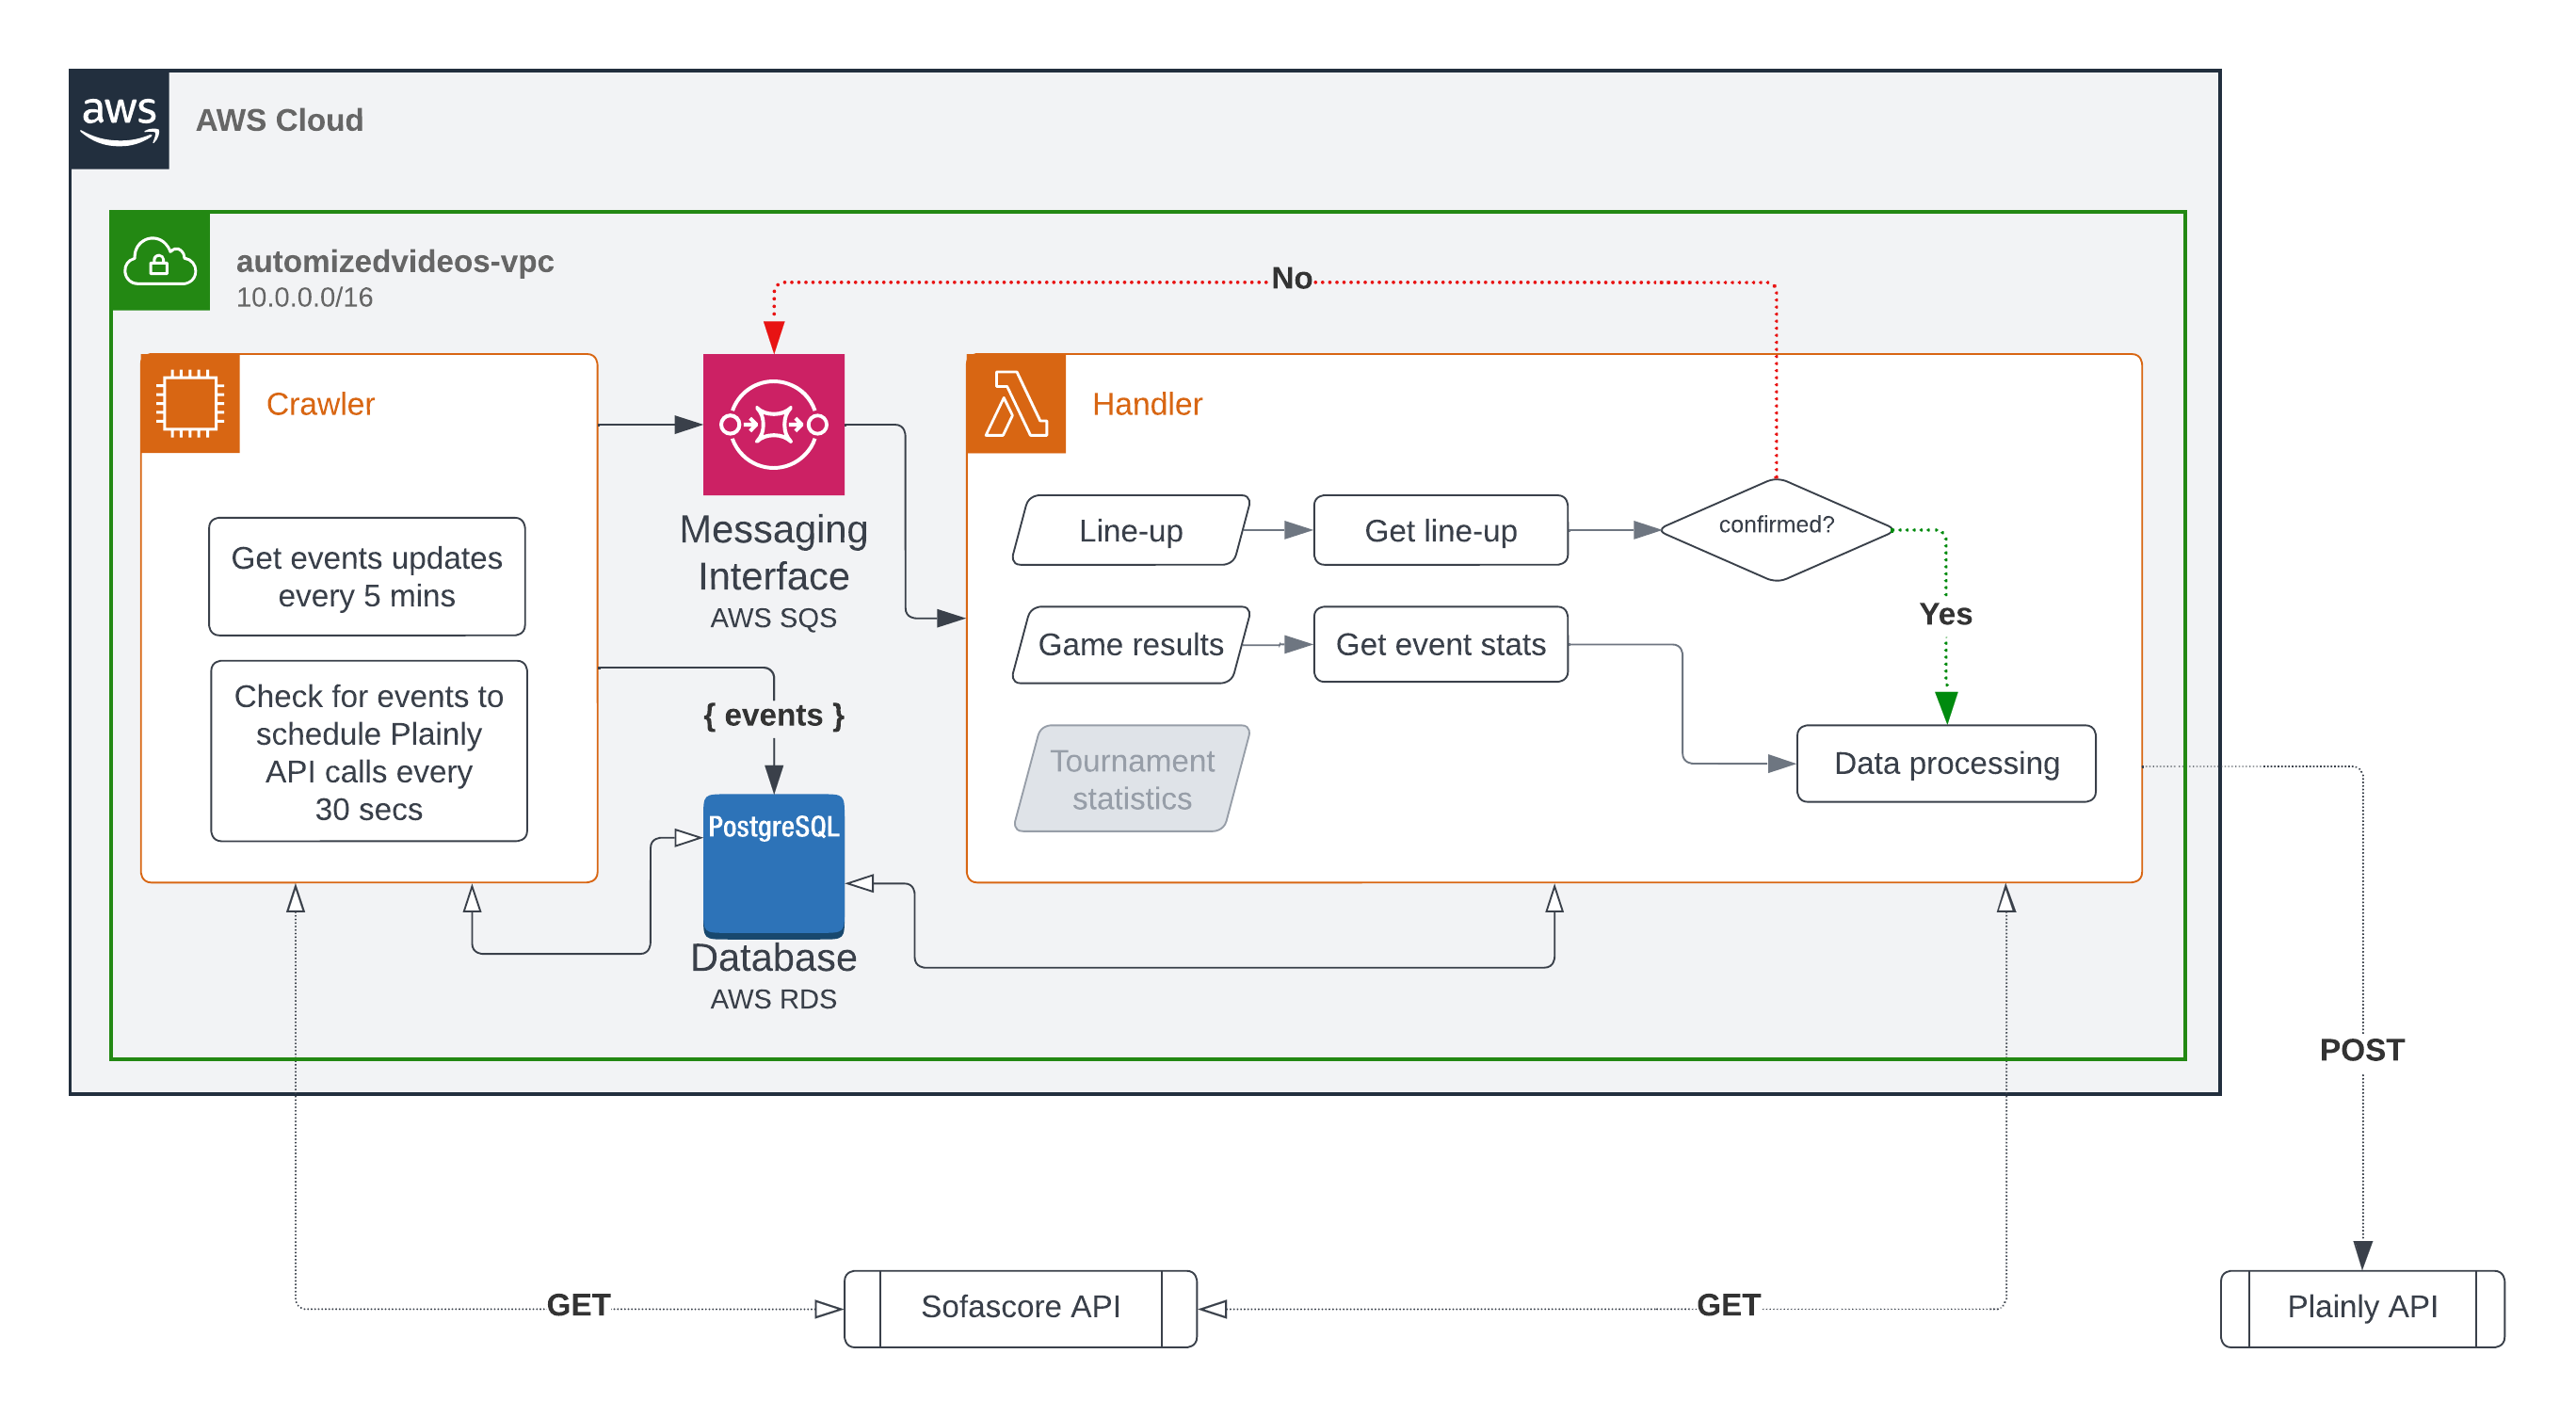 aws
AWS Cloud
automizedvideos-vpc
10.0.0.0/16
No
Crawler
Handler
Get events updates
every 5 mins
Check for events to
schedule Plainly
API calls every
30 secs
Messaging
Interface
AWS SQS
{ events }
PostgreSQL
Database
AWS RDS
Line-up
Get line-up
confirmed?
Yes
Game results
Get event stats
Tournament
statistics
Data processing
POST
GET
Sofascore API
GET
Plainly API